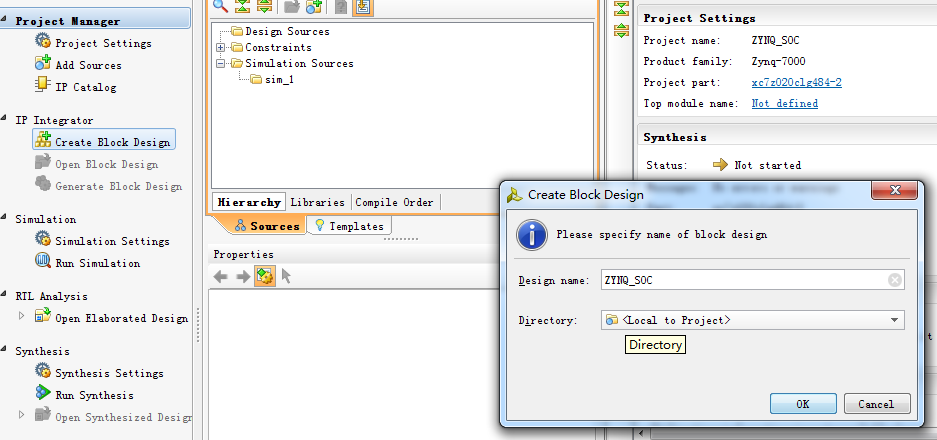 Project Manager
Project Settings
Add Sources
IP Catalog
IP Integrator
Create Block Design
Open Block Design
Generate Block Design
Simulation
Simulation Settings
Run Simulation
RTL Analysis
Open Elaborated Design
Synthesis
Synthesis Settings
Run Synthesis
Open Synthesized Design
Design Sources
Constraints
Simulation Sources
sim_1
Hierarchy Libraries Compile Order
Sources Templates
Properties
Project Settings
Project name: ZYNQ_SOC
Product family: Zynq-7000
Project part: xc7z020clg484-2
Top module name: Not defined
Synthesis
Status: Not started
Create Block Design
Please specify name of block design
Design name: ZYNQ_SOC
Directory: <Local to Project>
Directory
OK Cancel